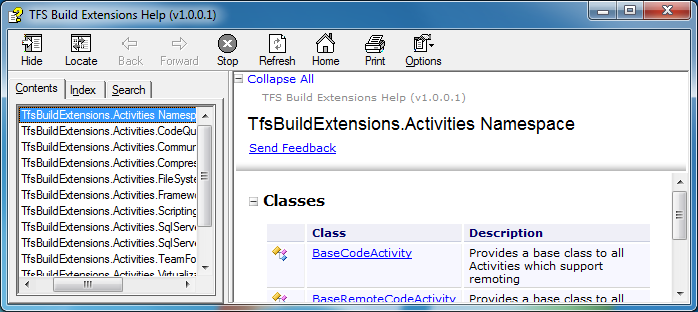 TFS Build Extensions Help (v1.0.0.1)
Hide Locate Back Forward Stop Refresh Home Print Options
Contents Index Search
TfsBuildExtensions.Activities Namesp
TfsBuildExtensions.Activities.CodeQu
TfsBuildExtensions.Activities.Commur
TfsBuildExtensions.Activities.Compres
TfsBuildExtensions.Activities.FileSyste
TfsBuildExtensions.Activities.Framewo
TfsBuildExtensions.Activities.Scripting
TfsBuildExtensions.Activities.SqlServe
TfsBuildExtensions.Activities.SqlServe
TfsBuildExtensions.Activities.TeamFo
TfsBuildExtensions.Activities.Virtualiza
Collapse All
TFS Build Extensions Help (v1.0.0.1)
TfsBuildExtensions.Activities Namespace
Send Feedback
Classes
Class Description
BaseCodeActivity Provides a base class to all
Activities which support
remoting
BaseRemoteCodeActivity Provides a base class to all